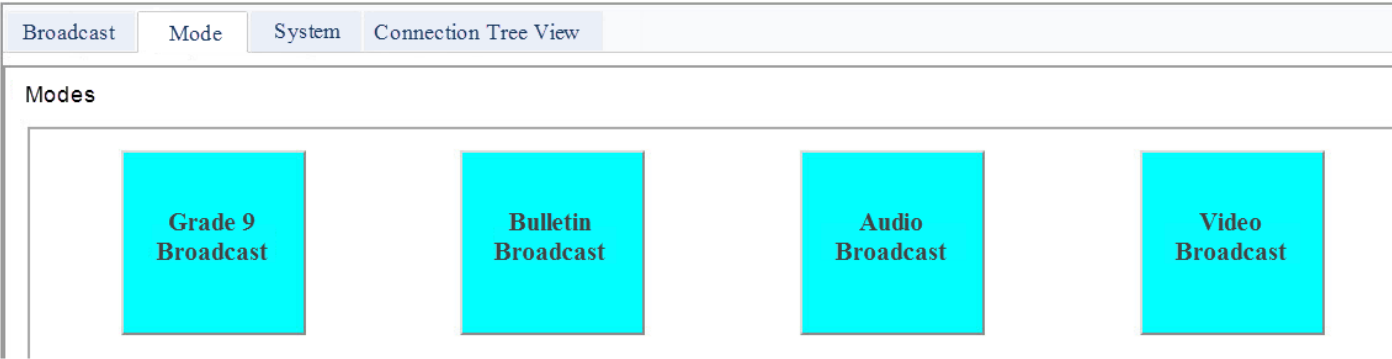 Broadcast Mode System Connection Tree View
Modes
Grade 9
Broadcast
Bulletin
Broadcast
Audio
Broadcast
Video
Broadcast